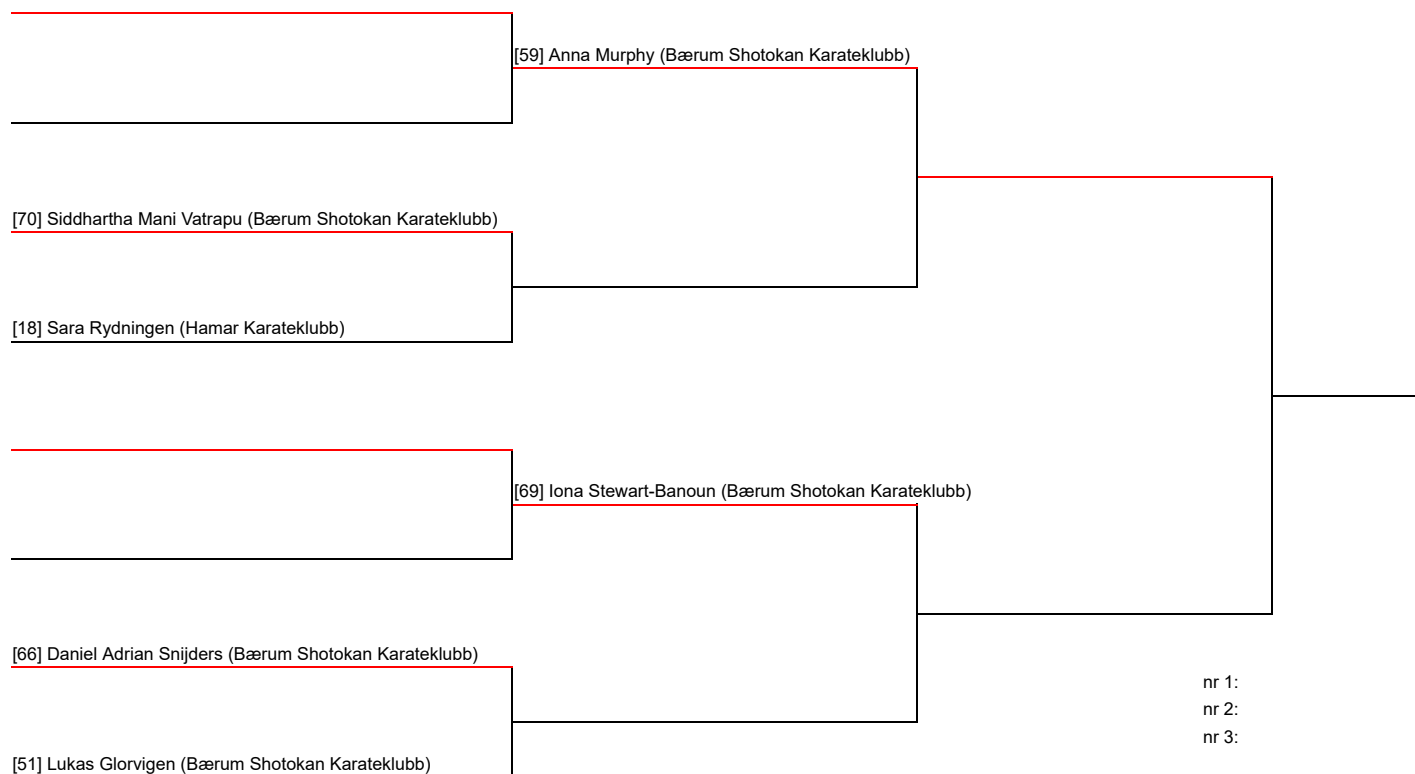 [59] Anna Murphy (Bærum Shotokan Karateklubb)
[70] Siddhartha Mani Vatrapu (Bærum Shotokan Karateklubb)
[18] Sara Rydningen (Hamar Karateklubb)
[69] Iona Stewart-Banoun (Bærum Shotokan Karateklubb)
[66] Daniel Adrian Snijders (Bærum Shotokan Karateklubb)
nr 1:
nr 2:
nr 3:
[51] Lukas Glorvigen (Bærum Shotokan Karateklubb)